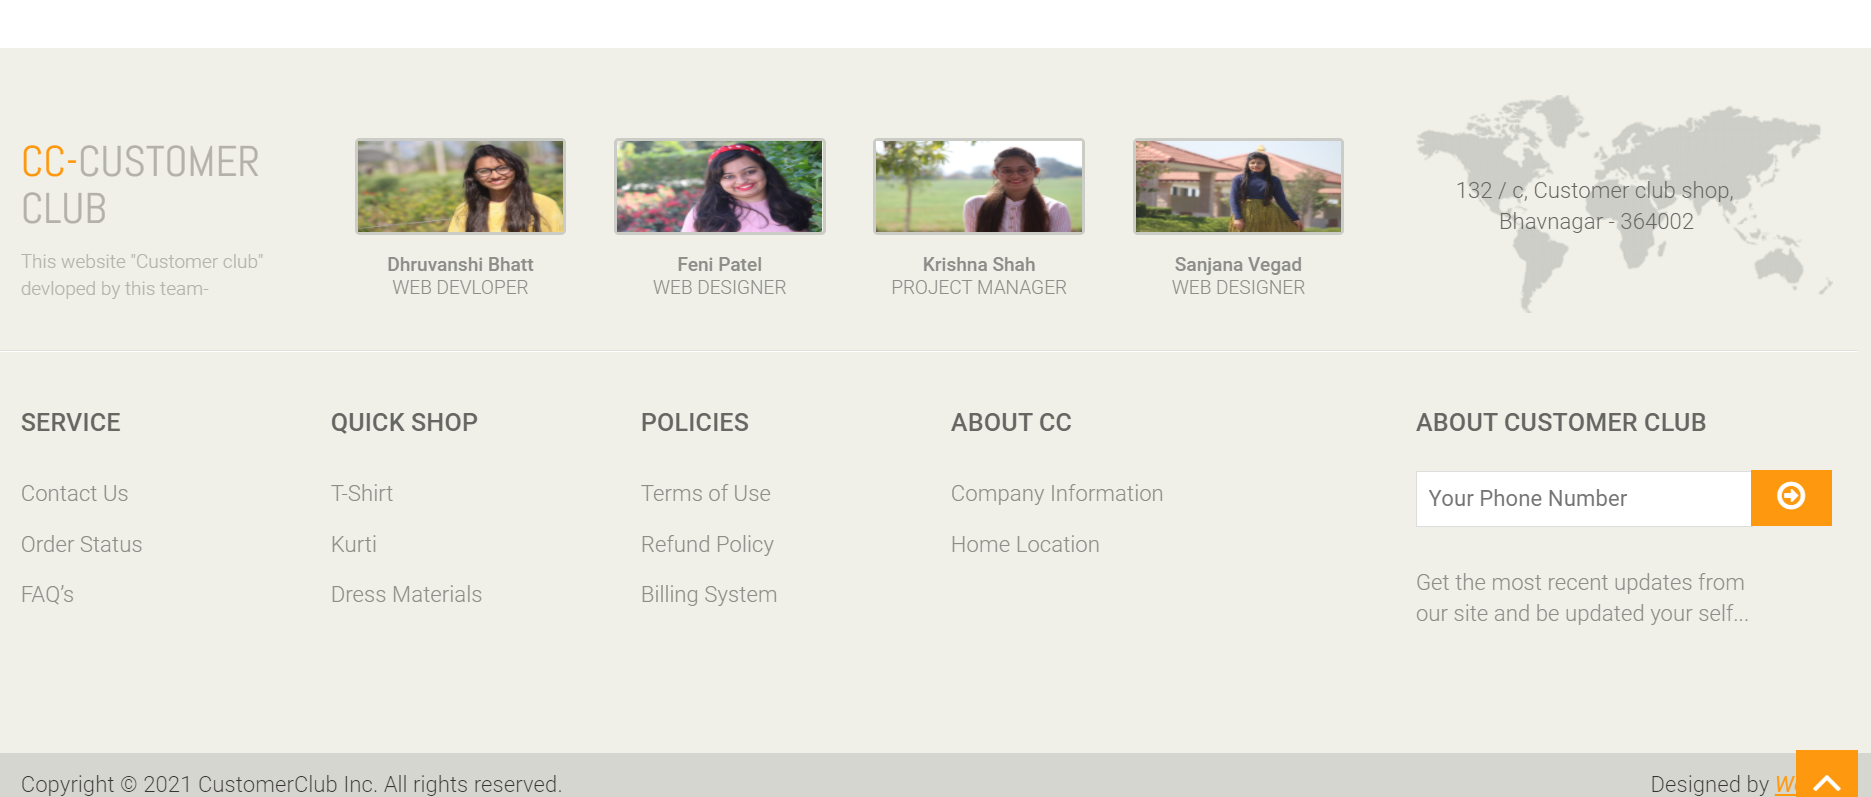 CC-CUSTOMER
CLUB
This website "Customer club"
devloped by this team-
Dhruvanshi Bhatt
WEB DEVLOPER
Feni Patel
WEB DESIGNER
Krishna Shah
PROJECT MANAGER
Sanjana Vegad
WEB DESIGNER
132 / c, Customer club shop,
Bhavnagar - 364002
SERVICE
Contact Us
Order Status
FAQ’s
QUICK SHOP
T-Shirt
Kurti
Dress Materials
POLICIES
Terms of Use
Refund Policy
Billing System
ABOUT CC
Company Information
Home Location
ABOUT CUSTOMER CLUB
Your Phone Number
Get the most recent updates from
our site and be updated your self...
Copyright © 2021 CustomerClub Inc. All rights reserved.
Designed by